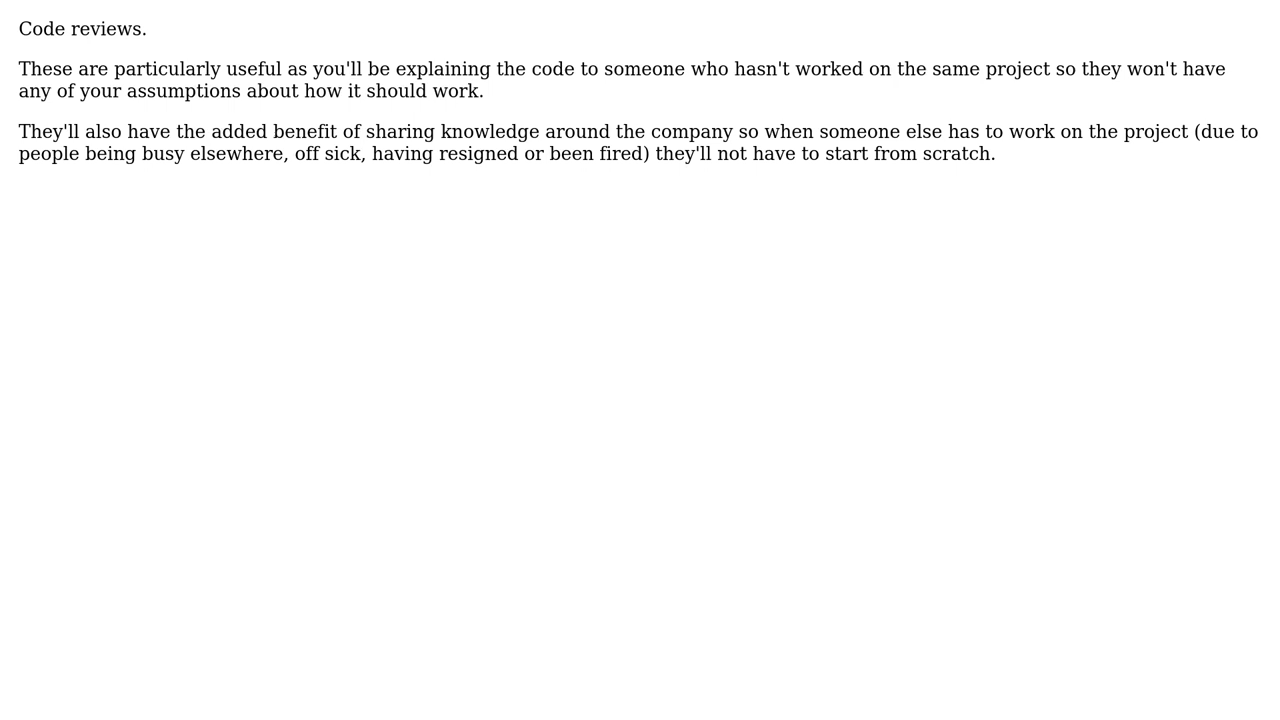 Code reviews.
These are particularly useful as you'll be explaining the code to someone who hasn't worked on the same project so they won't have
any of your assumptions about how it should work.
They'll also have the added benefit of sharing knowledge around the company so when someone else has to work on the project (due to
people being busy elsewhere, off sick, having resigned or been fired) they'll not have to start from scratch.